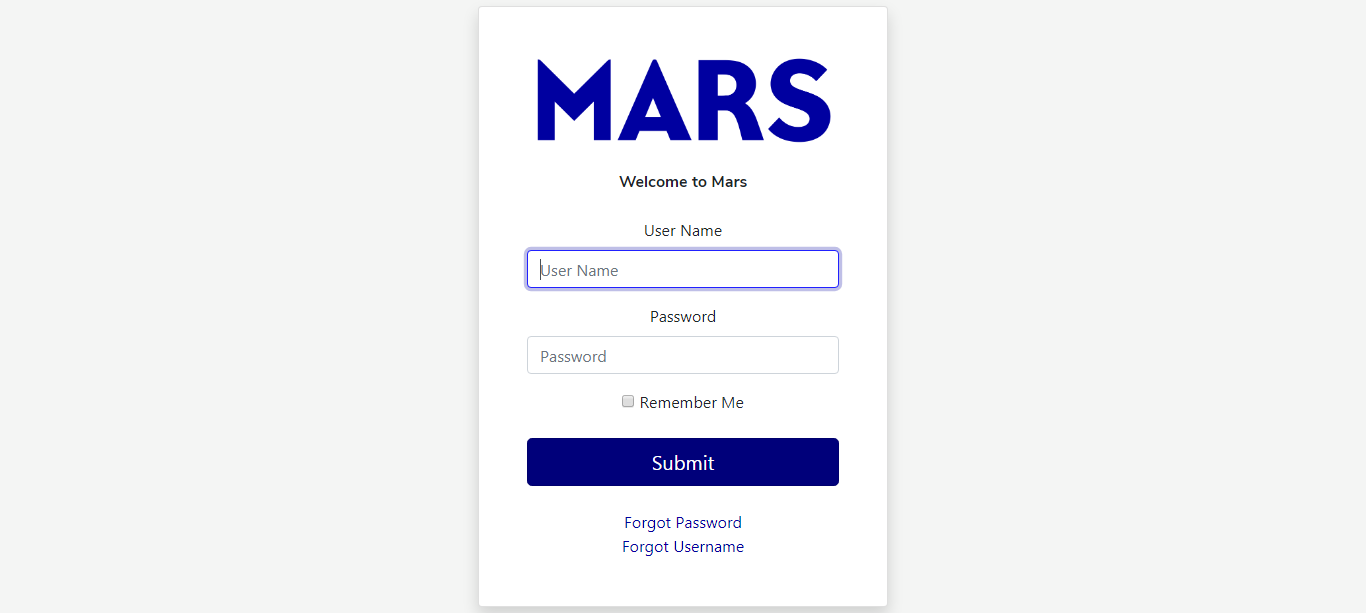 MARS
Welcome to Mars
User Name
User Name
Password
Password
Remember Me
Submit
Forgot Password
Forgot Username